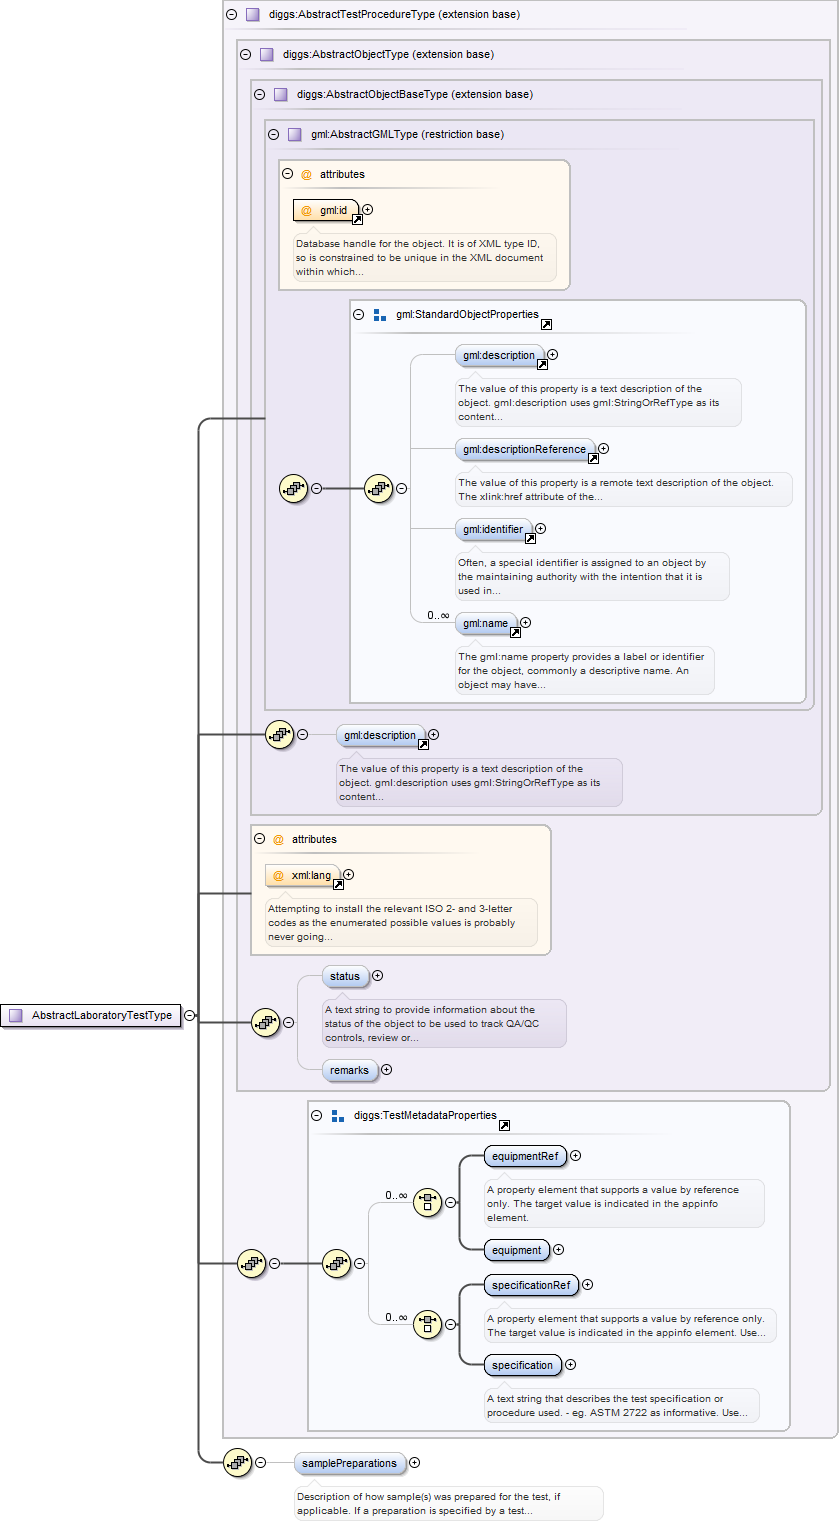 diggs:AbstractTestProcedureType (extension base)
diggs:AbstractObjectType (extension base)
diggs:AbstractObjectBaseType (extension base)
gml:AbstractGMLType (restriction base)
@ attributes
@ gml:id
Database handle for the object. It is of XML type ID,
so is constrained to be unique in the XML document
within which...
gml:StandardObjectProperties
gml:description
The value of this property is a text description of the
object. gml:description uses gml:StringOrRefType as its
content...
gml:descriptionReference
The value of this property is a remote text description of the object.
The xlink:href attribute of the...
gml:identifier
Often, a special identifier is assigned to an object by
the maintaining authority with the intention that it is
used in...
0..∞
gml:name
The gml:name property provides a label or identifier
for the object, commonly a descriptive name. An
object may have...
gml:description
The value of this property is a text description of the
object. gml:description uses gml:StringOrRefType as its
content...
@ attributes
@ xml:lang
Attempting to install the relevant ISO 2- and 3-letter
codes as the enumerated possible values is probably
never going...
status
A text string to provide information about the
status of the object to be used to track QA/QC
controls, review or...
AbstractLaboratoryTestType
remarks
diggs:TestMetadataProperties
equipmentRef
A property element that supports a value by reference
only. The target value is indicated in the appinfo
element.
0..∞
equipment
specificationRef
A property element that supports a value by reference only.
The target value is indicated in the appinfo element. Use...
0..∞
specification
A text string that describes the test specification or
procedure used. - eg. ASTM 2722 as informative. Use...
samplePreparations
Description of how sample(s) was prepared for the test, if
applicable. If a preparation is specified by a test...